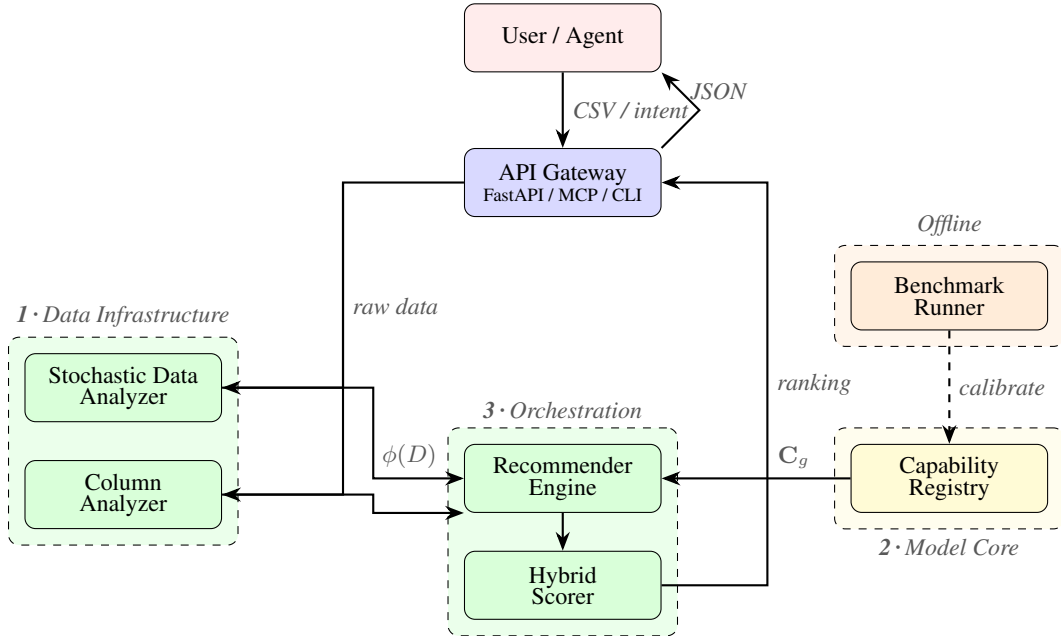 User / Agent
JSON
CSV / intent
API Gateway
FastAPI / MCP / CLI
Offline
Benchmark
Runner
1 · Data Infrastructure
raw data
Stochastic Data
Analyzer
ranking
calibrate
3 · Orchestration
ϕ(D)
Recommender
Engine
C_g
Capability
Registry
Column
Analyzer
2 · Model Core
Hybrid
Scorer